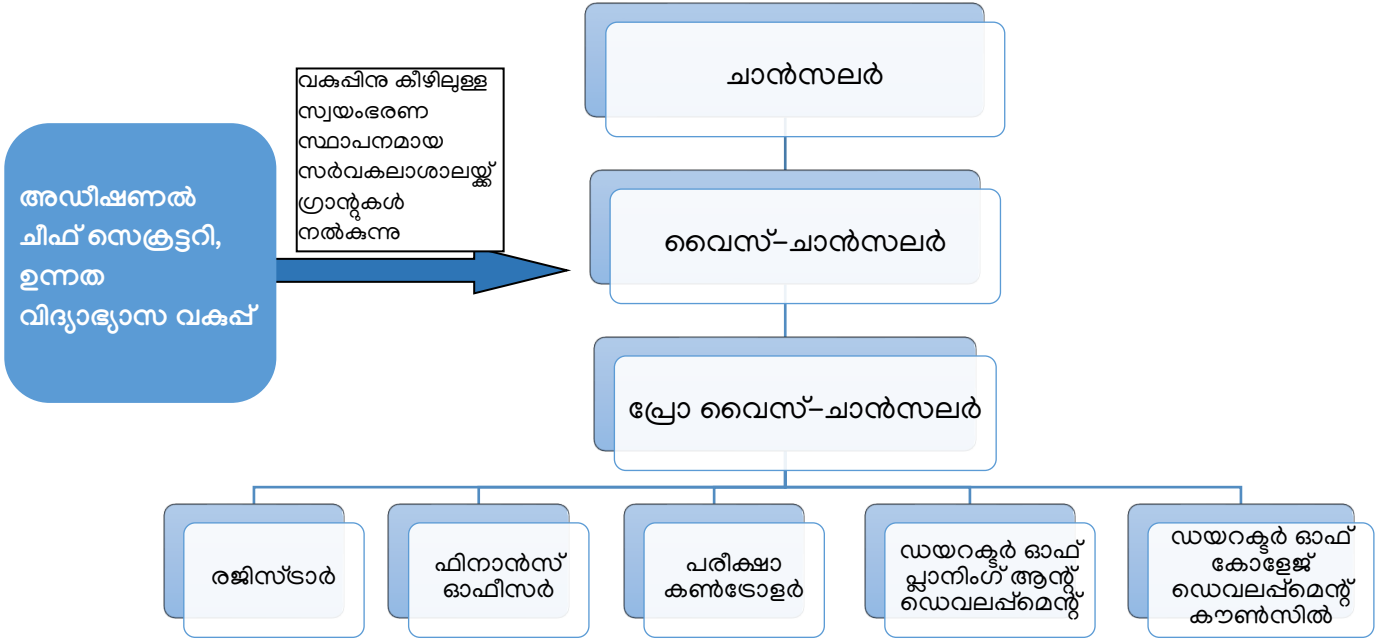 ചാൻസലർ
വകുപ്പിനു കീഴിലുള്ള
സ്വയംഭരണ
സ്ഥാപനമായ
സർവകലാശാലയ്ക്ക്
ഗ്രാന്റുകൾ
നൽകുന്നു
അഡീഷണൽ
ചീഫ് സെക്രട്ടറി,
ഉന്നത
വിദ്യാഭ്യാസ വകുപ്പ്
വൈസ്-ചാൻസലർ
പ്രോ വൈസ്-ചാൻസലർ
രജിസ്ട്രാർ
ഫിനാൻസ്
ഓഫീസർ
പരീക്ഷാ
കൺട്രോളർ
ഡയറക്ടർ ഓഫ്
പ്ലാനിംഗ് ആന്റ്
ഡെവലപ്പ്മെന്റ്
ഡയറക്ടർ ഓഫ്
കോളേജ്
ഡെവലപ്പ്മെന്റ്
കൗൺസിൽ